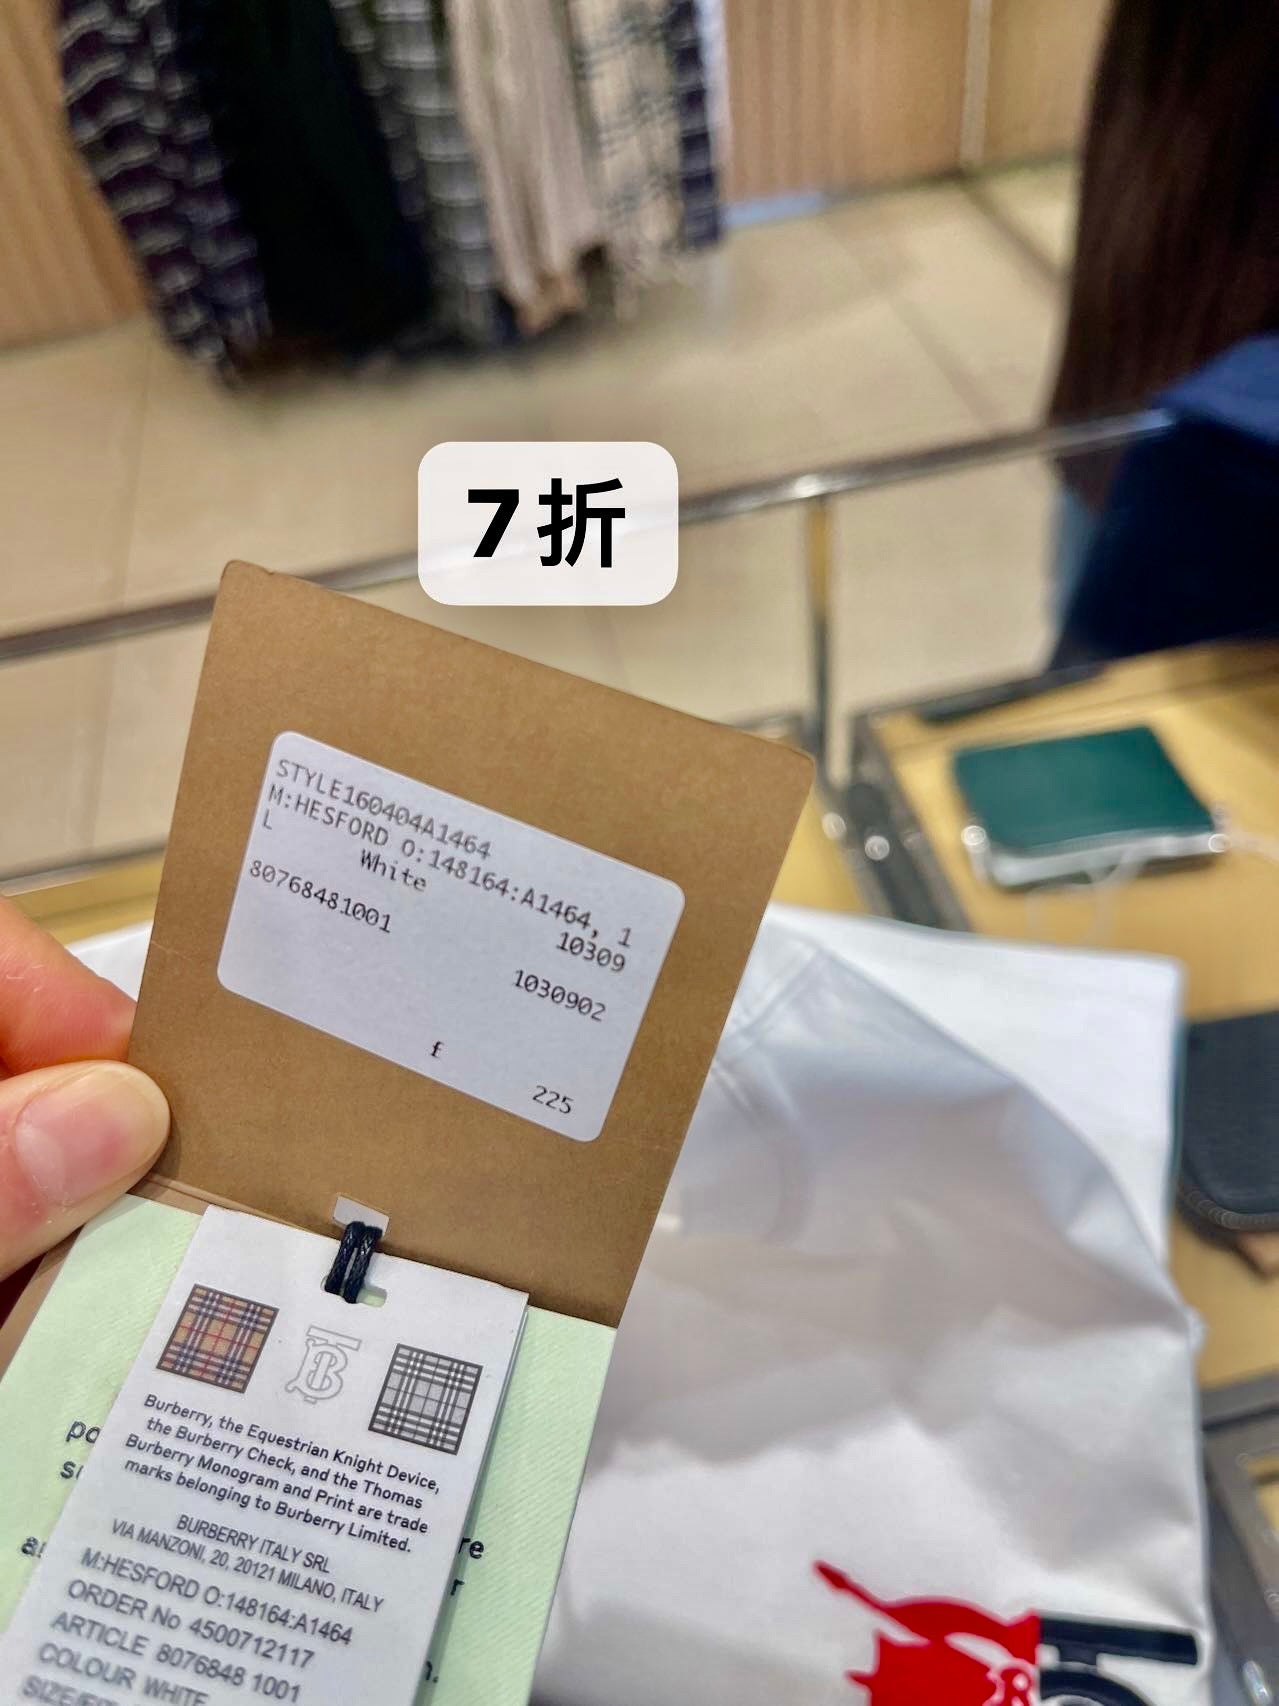 7折
STYLE160404A1464
M:HESFORD O:148164:A1464, 1
L
White
10309
80768481001
1030902
£
225
Burberry, the Equestrian Knight Device,
the Burberry Check, and the Thomas
Burberry Monogram and Print are trade
marks belonging to Burberry Limited.
BURBERRY ITALY SRL
VIA MANZONI, 20, 20121 MILANO, ITALY
M:HESFORD O:148164:A1464
ORDER No 4500712117
ARTICLE 8076848 1001
COLOUR WHITE